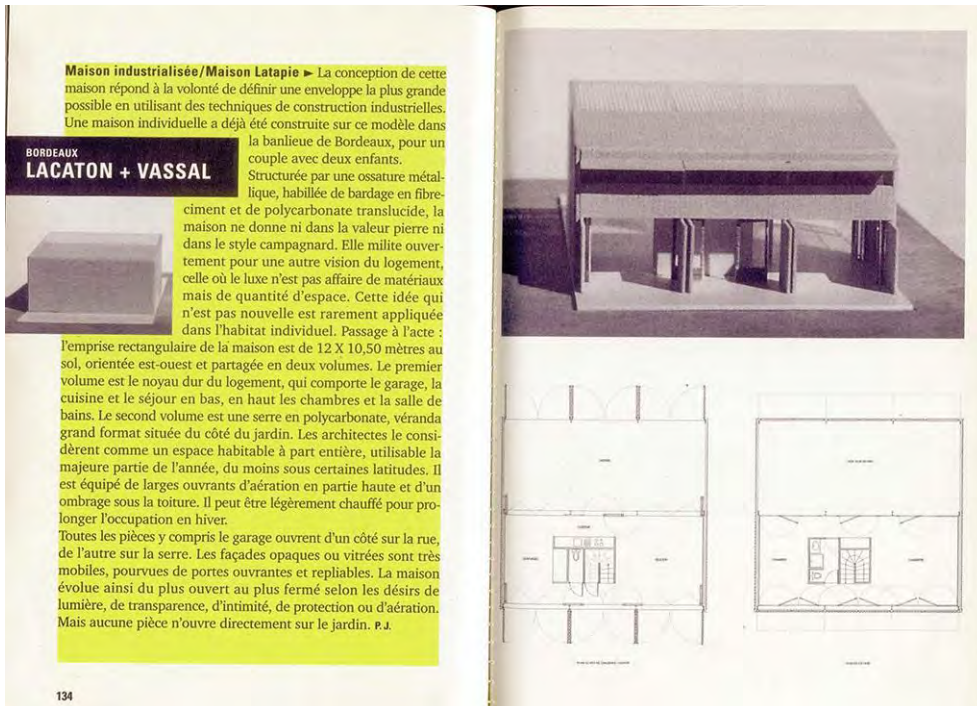 Maison industrialisée/Maison Latapie ► La conception de cette
maison répond à la volonté de définir une enveloppe la plus grande
possible en utilisant des techniques de construction industrielles.
Une maison individuelle a déjà été construite sur ce modèle dans
la banlieue de Bordeaux, pour un
couple avec deux enfants.
Structurée par une ossature métal-
lique, habillée de bardage en fibre-
ciment et de polycarbonate translucide, la
maison ne donne ni dans la valeur pierre ni
dans le style campagnard. Elle milite ouver-
tement pour une autre vision du logement,
celle où le luxe n'est pas affaire de matériaux
mais de quantité d'espace. Cette idée qui
n'est pas nouvelle est rarement appliquée
dans l'habitat individuel. Passage à l'acte :
l'emprise rectangulaire de la maison est de 12 X 10,50 mètres au
sol, orientée est-ouest et partagée en deux volumes. Le premier
volume est le noyau dur du logement, qui comporte le garage, la
cuisine et le séjour en bas, en haut les chambres et la salle de
bains. Le second volume est une serre en polycarbonate, véranda
grand format située du côté du jardin. Les architectes le consi-
dèrent comme un espace habitable à part entière, utilisable la
majeure partie de l'année, du moins sous certaines latitudes. Il
est équipé de larges ouvrants d'aération en partie haute et d'un
ombrage sous la toiture. Il peut être légèrement chauffé pour pro-
longer l'occupation en hiver.
Toutes les pièces y compris le garage ouvrent d'un côté sur la rue,
de l'autre sur la serre. Les façades opaques ou vitrées sont très
mobiles, pourvues de portes ouvrantes et repliables. La maison
évolue ainsi du plus ouvert au plus fermé selon les désirs de
lumière, de transparence, d'intimité, de protection ou d'aération.
Mais aucune pièce n'ouvre directement sur le jardin. P.J.
BORDEAUX
LACATON + VASSAL
134